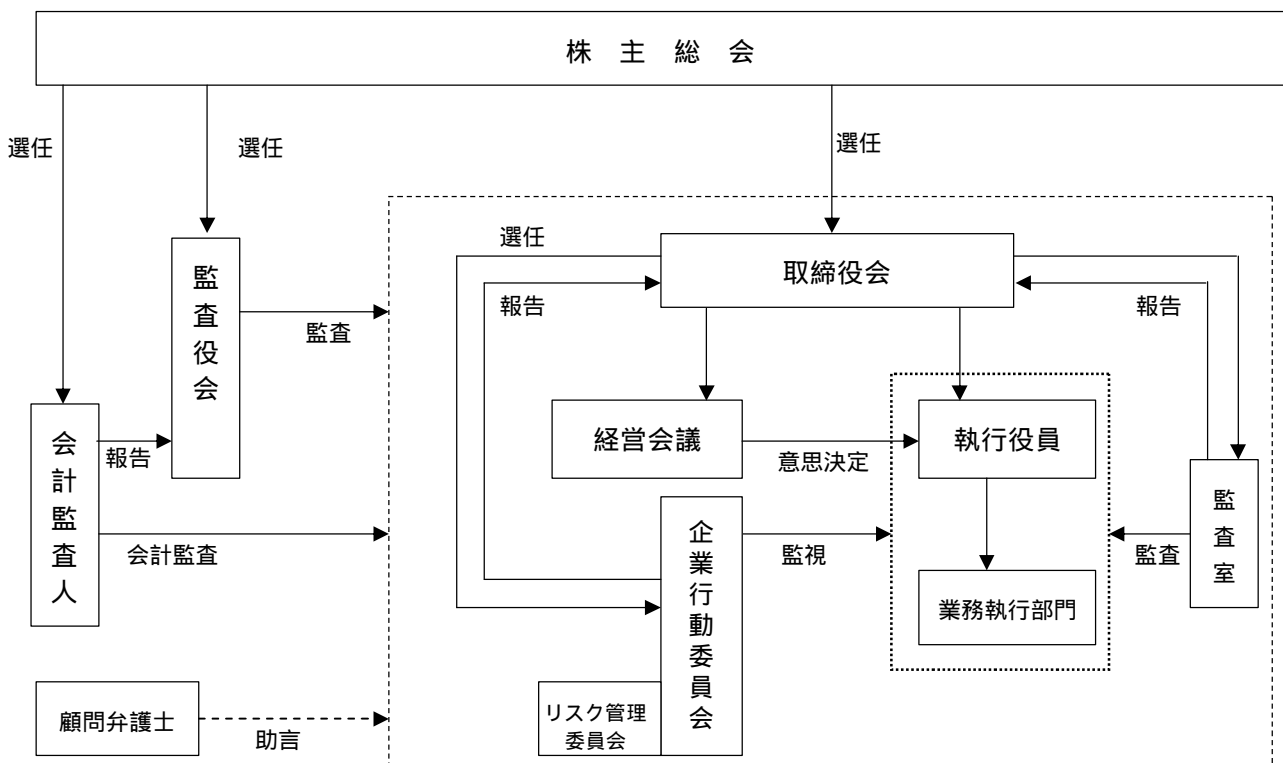 株主総会
選任
選任
選任
監査役会
監査
選任
取締役会
報告
報告
会計監査人
報告
経営会議
意思決定
執行役員
監査室
監査
会計監査
企業行動委員会
監視
業務執行部門
リスク管理
委員会
顧問弁護士
助言